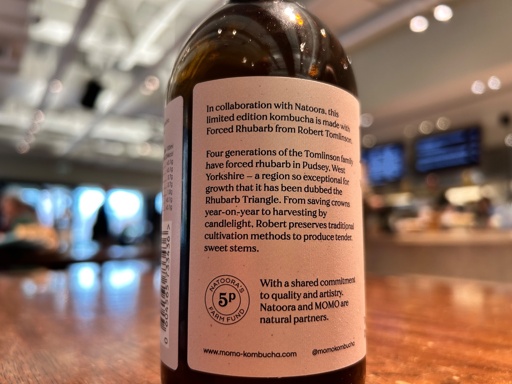 In collaboration with Natoora, this
limited edition kombucha is made with
Forced Rhubarb from Robert Tomlinson.
Four generations of the Tomlinson family
have forced rhubarb in Pudsey, West
Yorkshire – a region so exceptional for
growth that it has been dubbed the
Rhubarb Triangle. From saving crowns
year-on-year to harvesting by
candlelight, Robert preserves traditional
cultivation methods to produce tender,
sweet stems.
NATOORA'S
5p
FARM FUND
With a shared commitment
to quality and artistry,
Natoora and MOMO are
natural partners.
www.momo-kombucha.com
@momokombucha